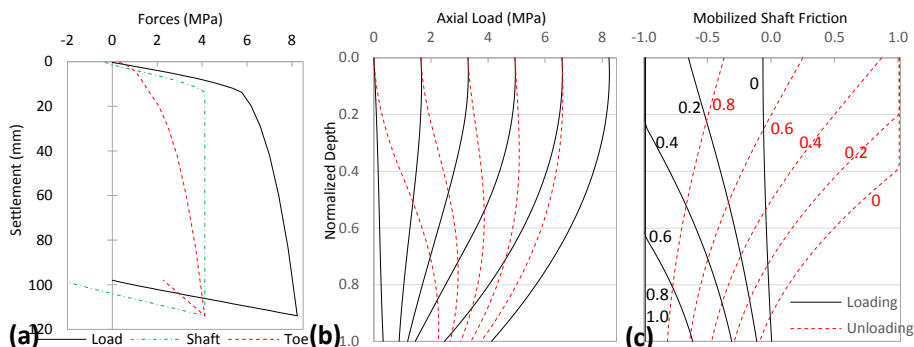 Forces (MPa)
-2 0 2 4 6 8
0
20
40
60
80
100
120
Settlement (mm)
(a)
Load Shaft Toe
Axial Load (MPa)
0 2 4 6 8
0.0
0.2
0.4
0.6
0.8
1.0
Normalized Depth
(b)
Mobilized Shaft Friction
-1.0 -0.5 0.0 0.5 1.0
0
0.2
0.8
0.6
0.4
0.4
0.2
0
0.6
0.8
1.0
Loading
Unloading
(c)